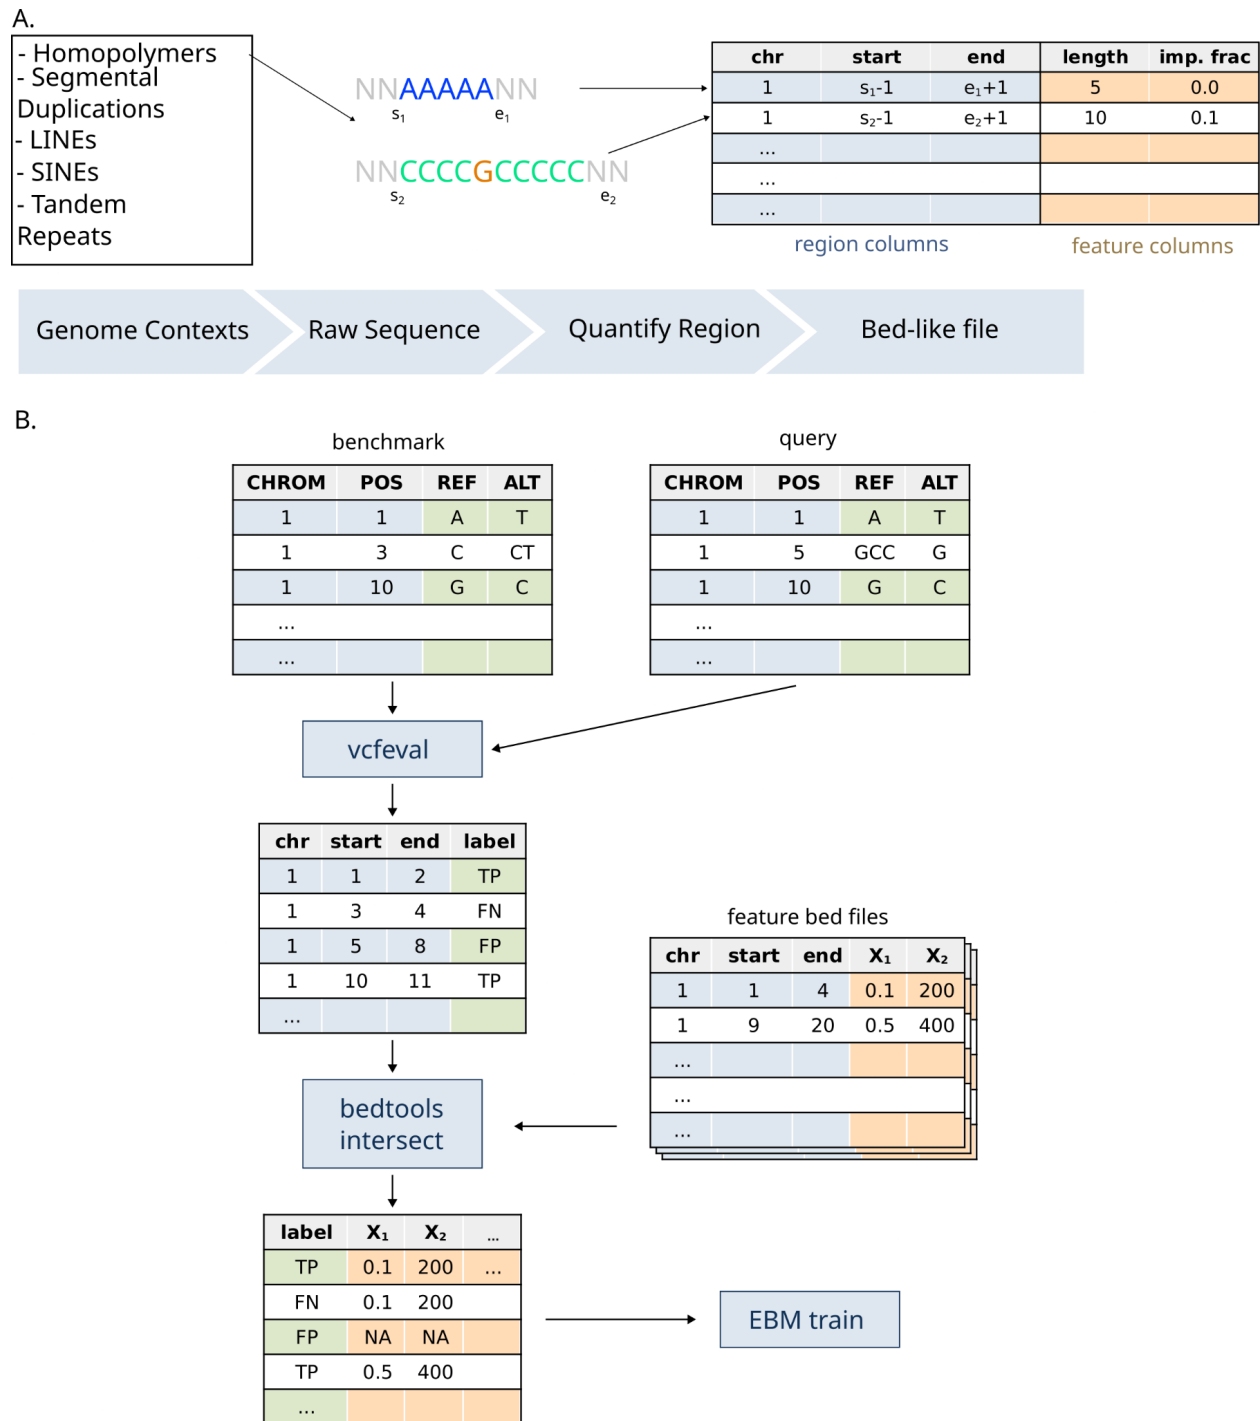 A.
- Homopolymers
- Segmental
Duplications
- LINEs
- SINEs
- Tandem
Repeats
NNAAAAANN
s₁ e₁
NNCCCCGCCCCCNN
s₂ e₂
chr start end length imp. frac
1 s₁-1 e₁+1 5 0.0
1 s₂-1 e₂+1 10 0.1
...
...
...
region columns feature columns
Genome Contexts Raw Sequence Quantify Region Bed-like file
B.
benchmark
CHROM POS REF ALT
1 1 A T
1 3 C CT
1 10 G C
...
...
query
CHROM POS REF ALT
1 1 A T
1 5 GCC G
1 10 G C
...
...
vcfeval
chr start end label
1 1 2 TP
1 3 4 FN
1 5 8 FP
1 10 11 TP
...
feature bed files
chr start end X₁ X₂
1 1 4 0.1 200
1 9 20 0.5 400
...
...
...
bedtools
intersect
label X₁ X₂ ...
TP 0.1 200 ...
FN 0.1 200
FP NA NA
TP 0.5 400
...
EBM train